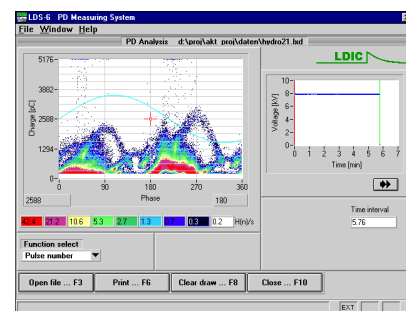 LDS-6 PD Measuring System
File Window Help
PD Analysis d:\proj\akt_proj\daten\hydro21.lxd
LDIC
5176-
3882-
2588-
1294-
0-
Charge [pC]
0 90 180 270 360
Phase
2588
180
42.4 21.2 10.6 5.3 2.7 1.3 0.7 0.3 0.2 H(n)/s
10-
8-
6-
4-
2-
0-
Voltage [kV]
0 1 2 3 4 5 6 7
Time [min]
Time interval
5.76
Function select
Pulse number
Open file ... F3 Print ... F6 Clear draw ... F8 Close ... F10
EXT